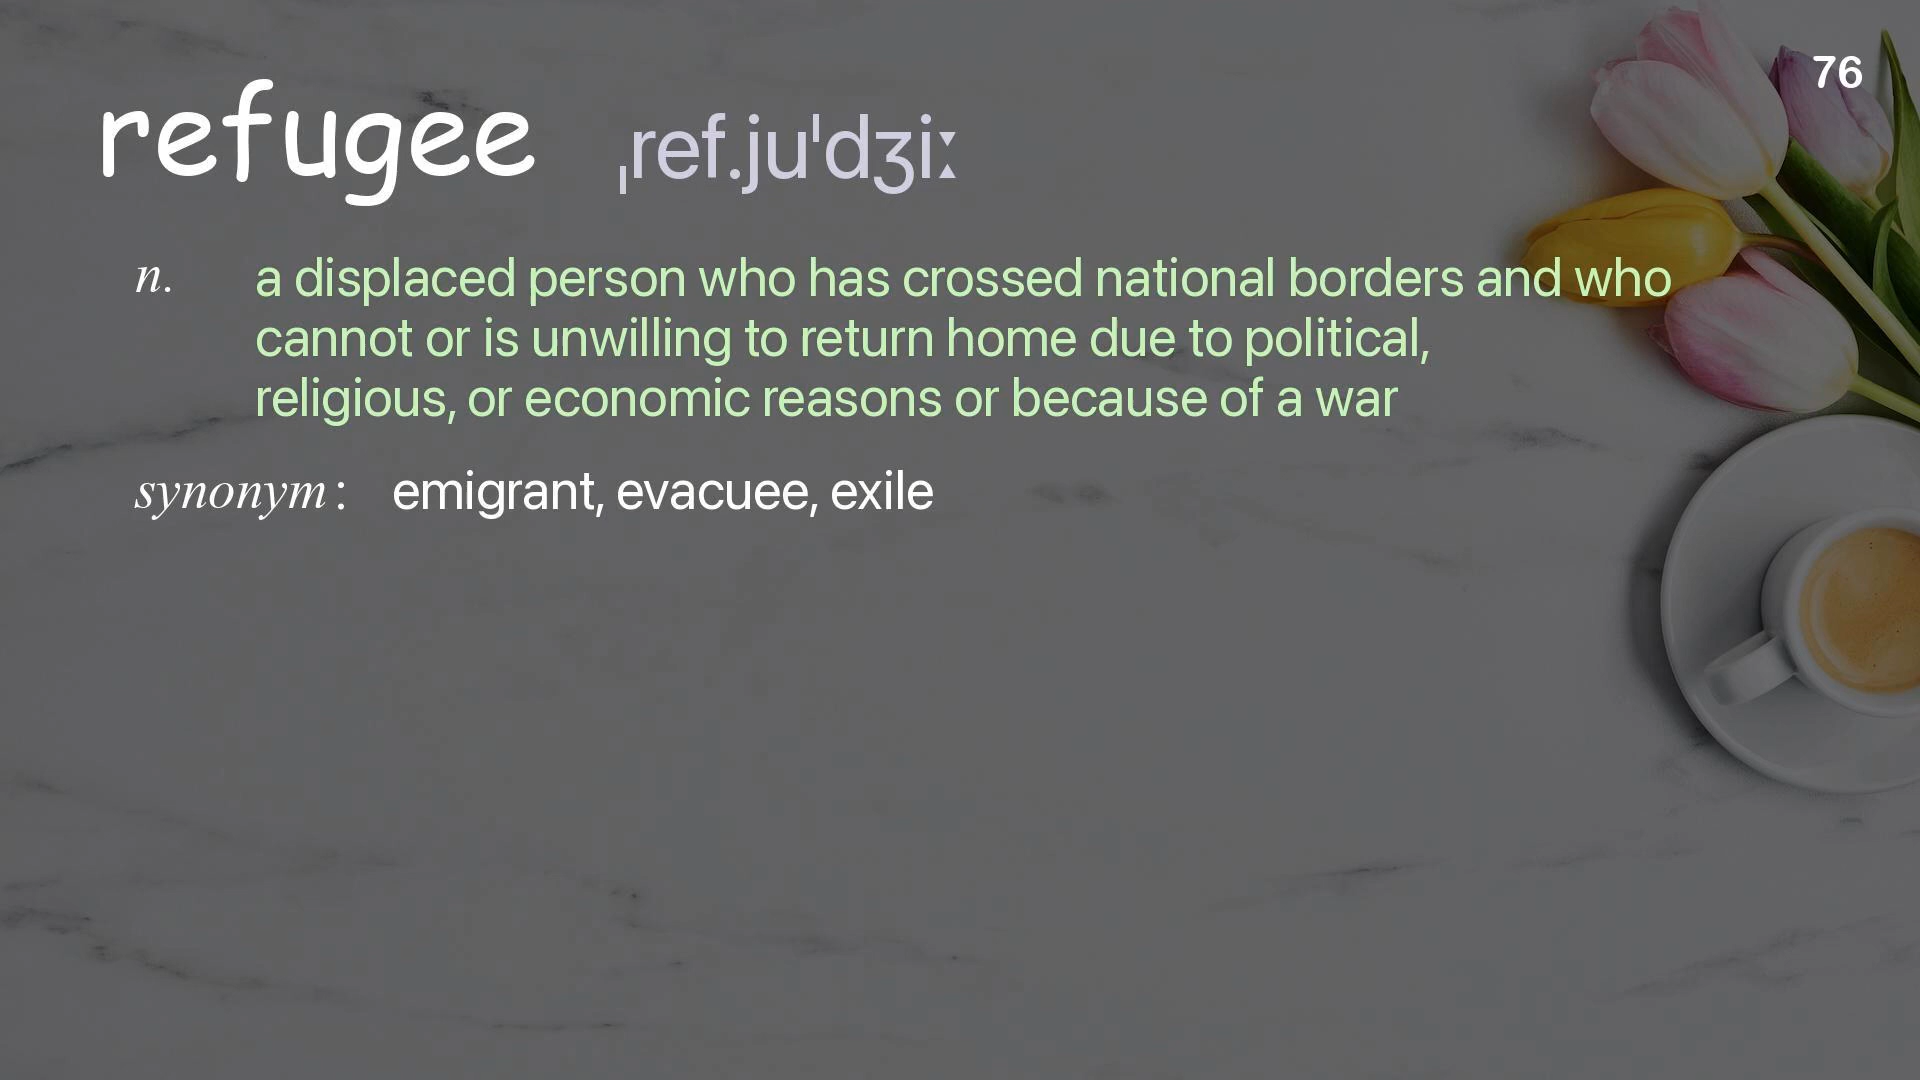 76
refugee ˌref.juˈdʒiː
n. a displaced person who has crossed national borders and who
cannot or is unwilling to return home due to political,
religious, or economic reasons or because of a war
synonym: emigrant, evacuee, exile